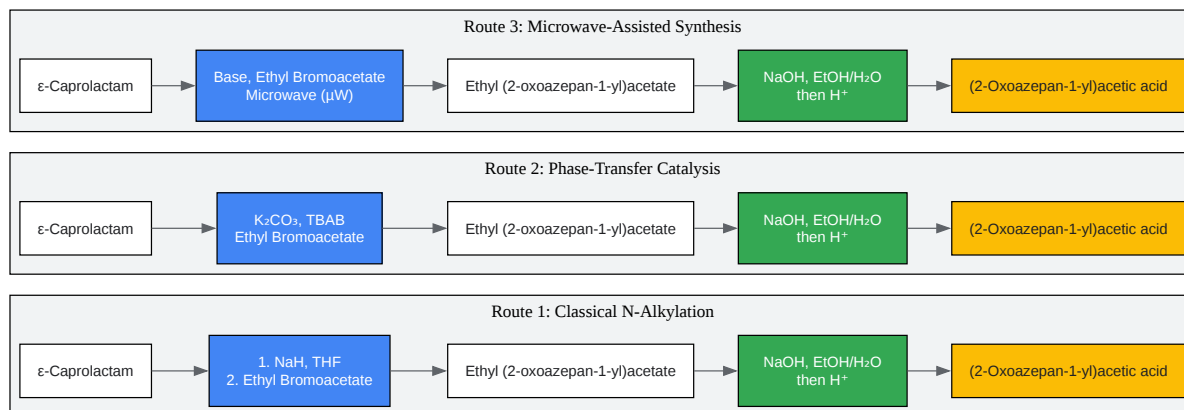 Route 3: Microwave-Assisted Synthesis
ε-Caprolactam
Base, Ethyl Bromoacetate
Microwave (µW)
Ethyl (2-oxoazepan-1-yl)acetate
NaOH, EtOH/H₂O
then H⁺
(2-Oxoazepan-1-yl)acetic acid
Route 2: Phase-Transfer Catalysis
ε-Caprolactam
K₂CO₃, TBAB
Ethyl Bromoacetate
Ethyl (2-oxoazepan-1-yl)acetate
NaOH, EtOH/H₂O
then H⁺
(2-Oxoazepan-1-yl)acetic acid
Route 1: Classical N-Alkylation
ε-Caprolactam
1. NaH, THF
2. Ethyl Bromoacetate
Ethyl (2-oxoazepan-1-yl)acetate
NaOH, EtOH/H₂O
then H⁺
(2-Oxoazepan-1-yl)acetic acid